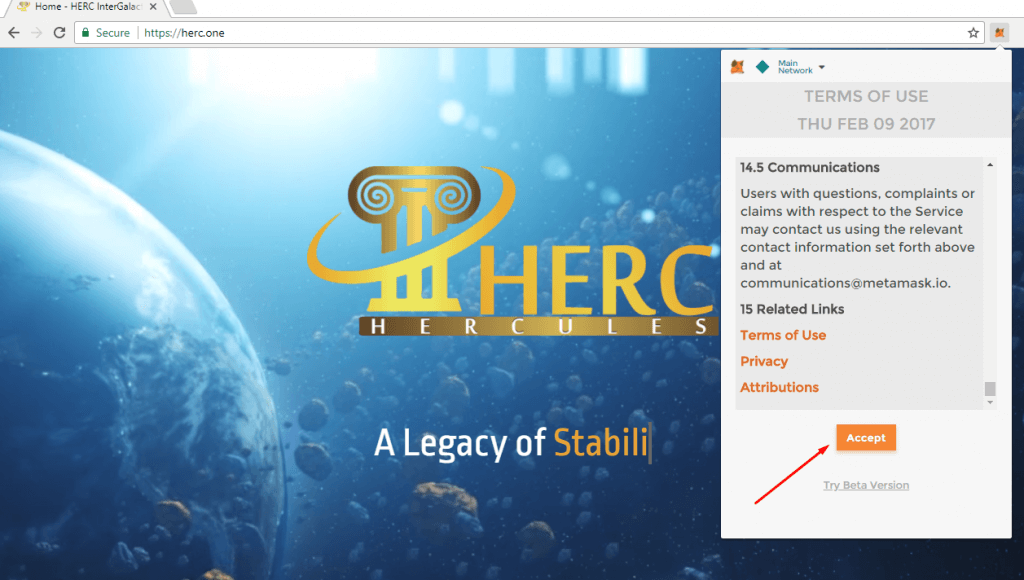 Home - HERC InterGalac
Secure
https://herc.one
Main
Network
TERMS OF USE
THU FEB 09 2017
14.5 Communications
Users with questions, complaints or
claims with respect to the Service
may contact us using the relevant
contact information set forth above
and at
communications@metamask.io.
15 Related Links
Terms of Use
Privacy
Attributions
Accept
Try Beta Version
HERC
HERCULES
A Legacy of Stabili